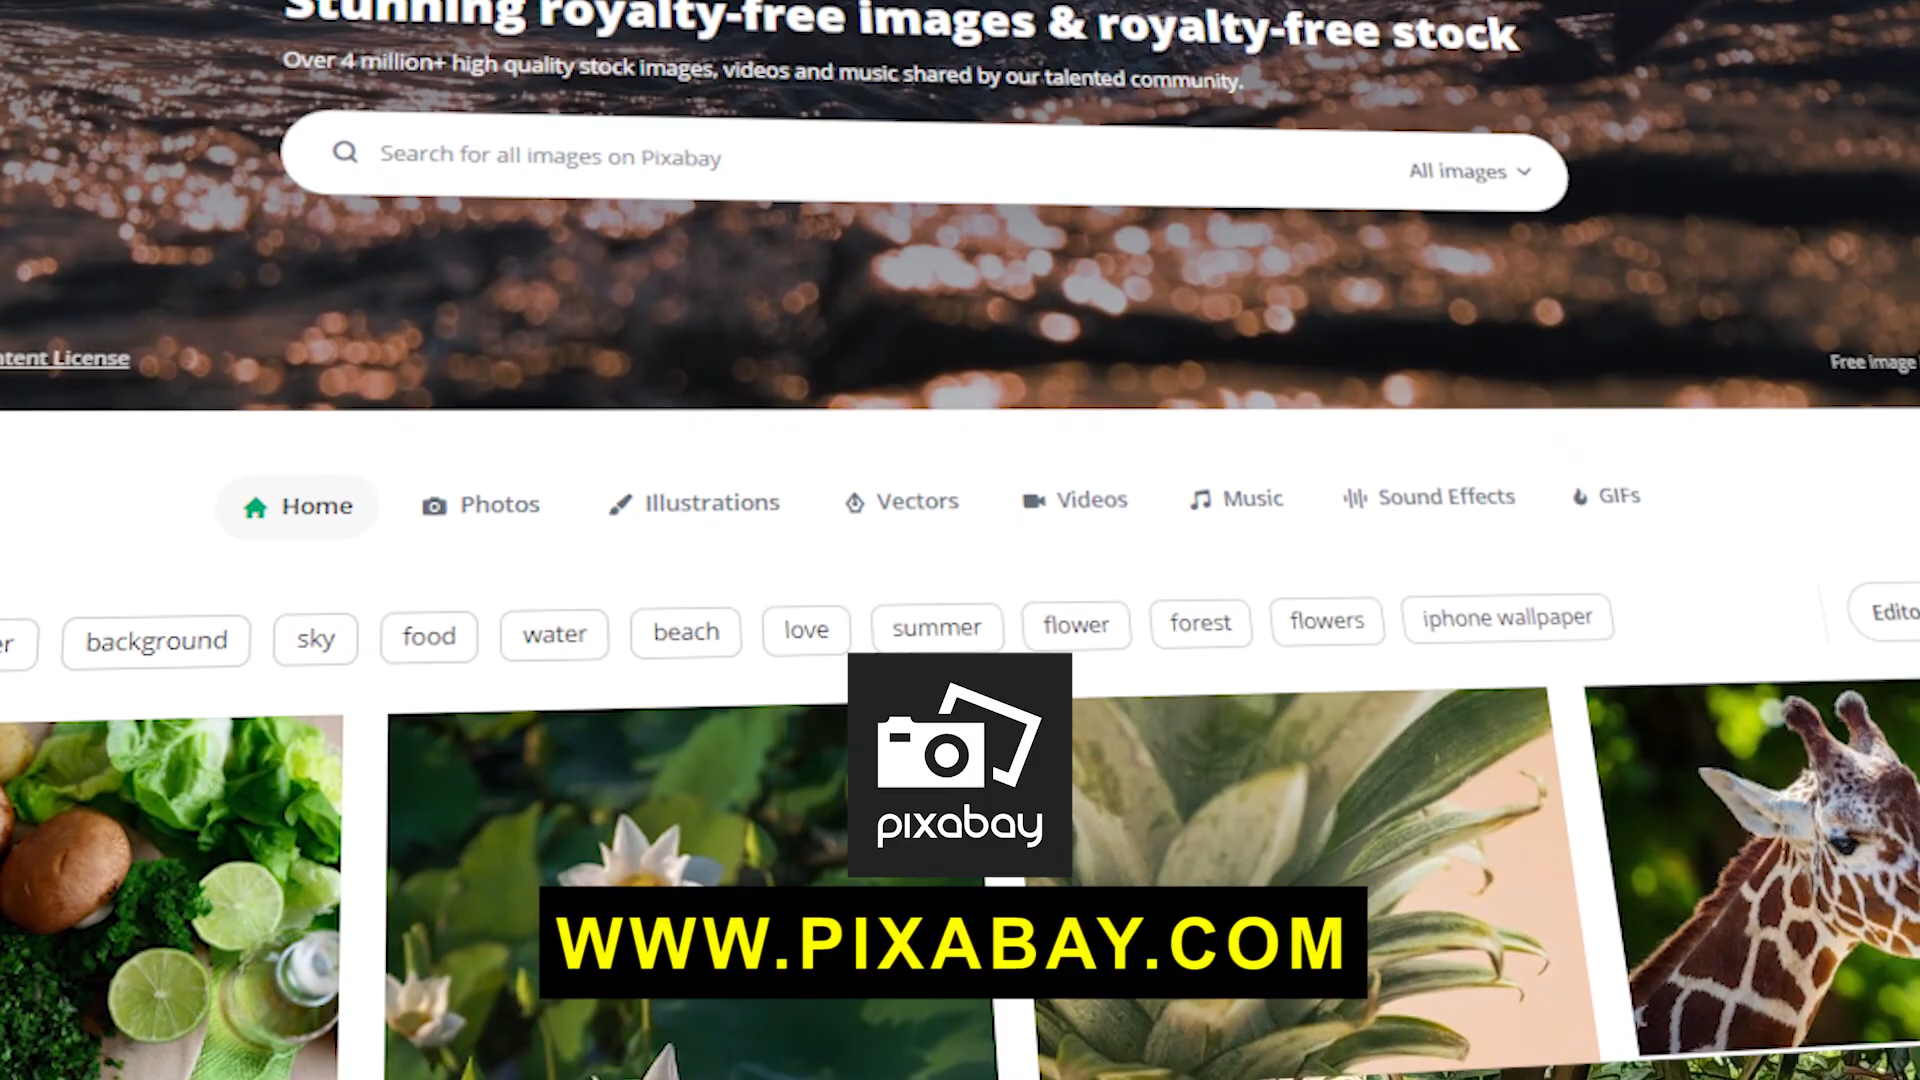 Stunning royalty-free images & royalty-free stock
Over 4 million+ high quality stock images, videos and music shared by our talented community.
Search for all images on Pixabay
All images
License
Free image
Home
Photos
Illustrations
Vectors
Videos
Music
Sound Effects
GIFs
background
sky
food
water
beach
love
summer
flower
forest
flowers
iphone wallpaper
pixabay
WWW.PIXABAY.COM